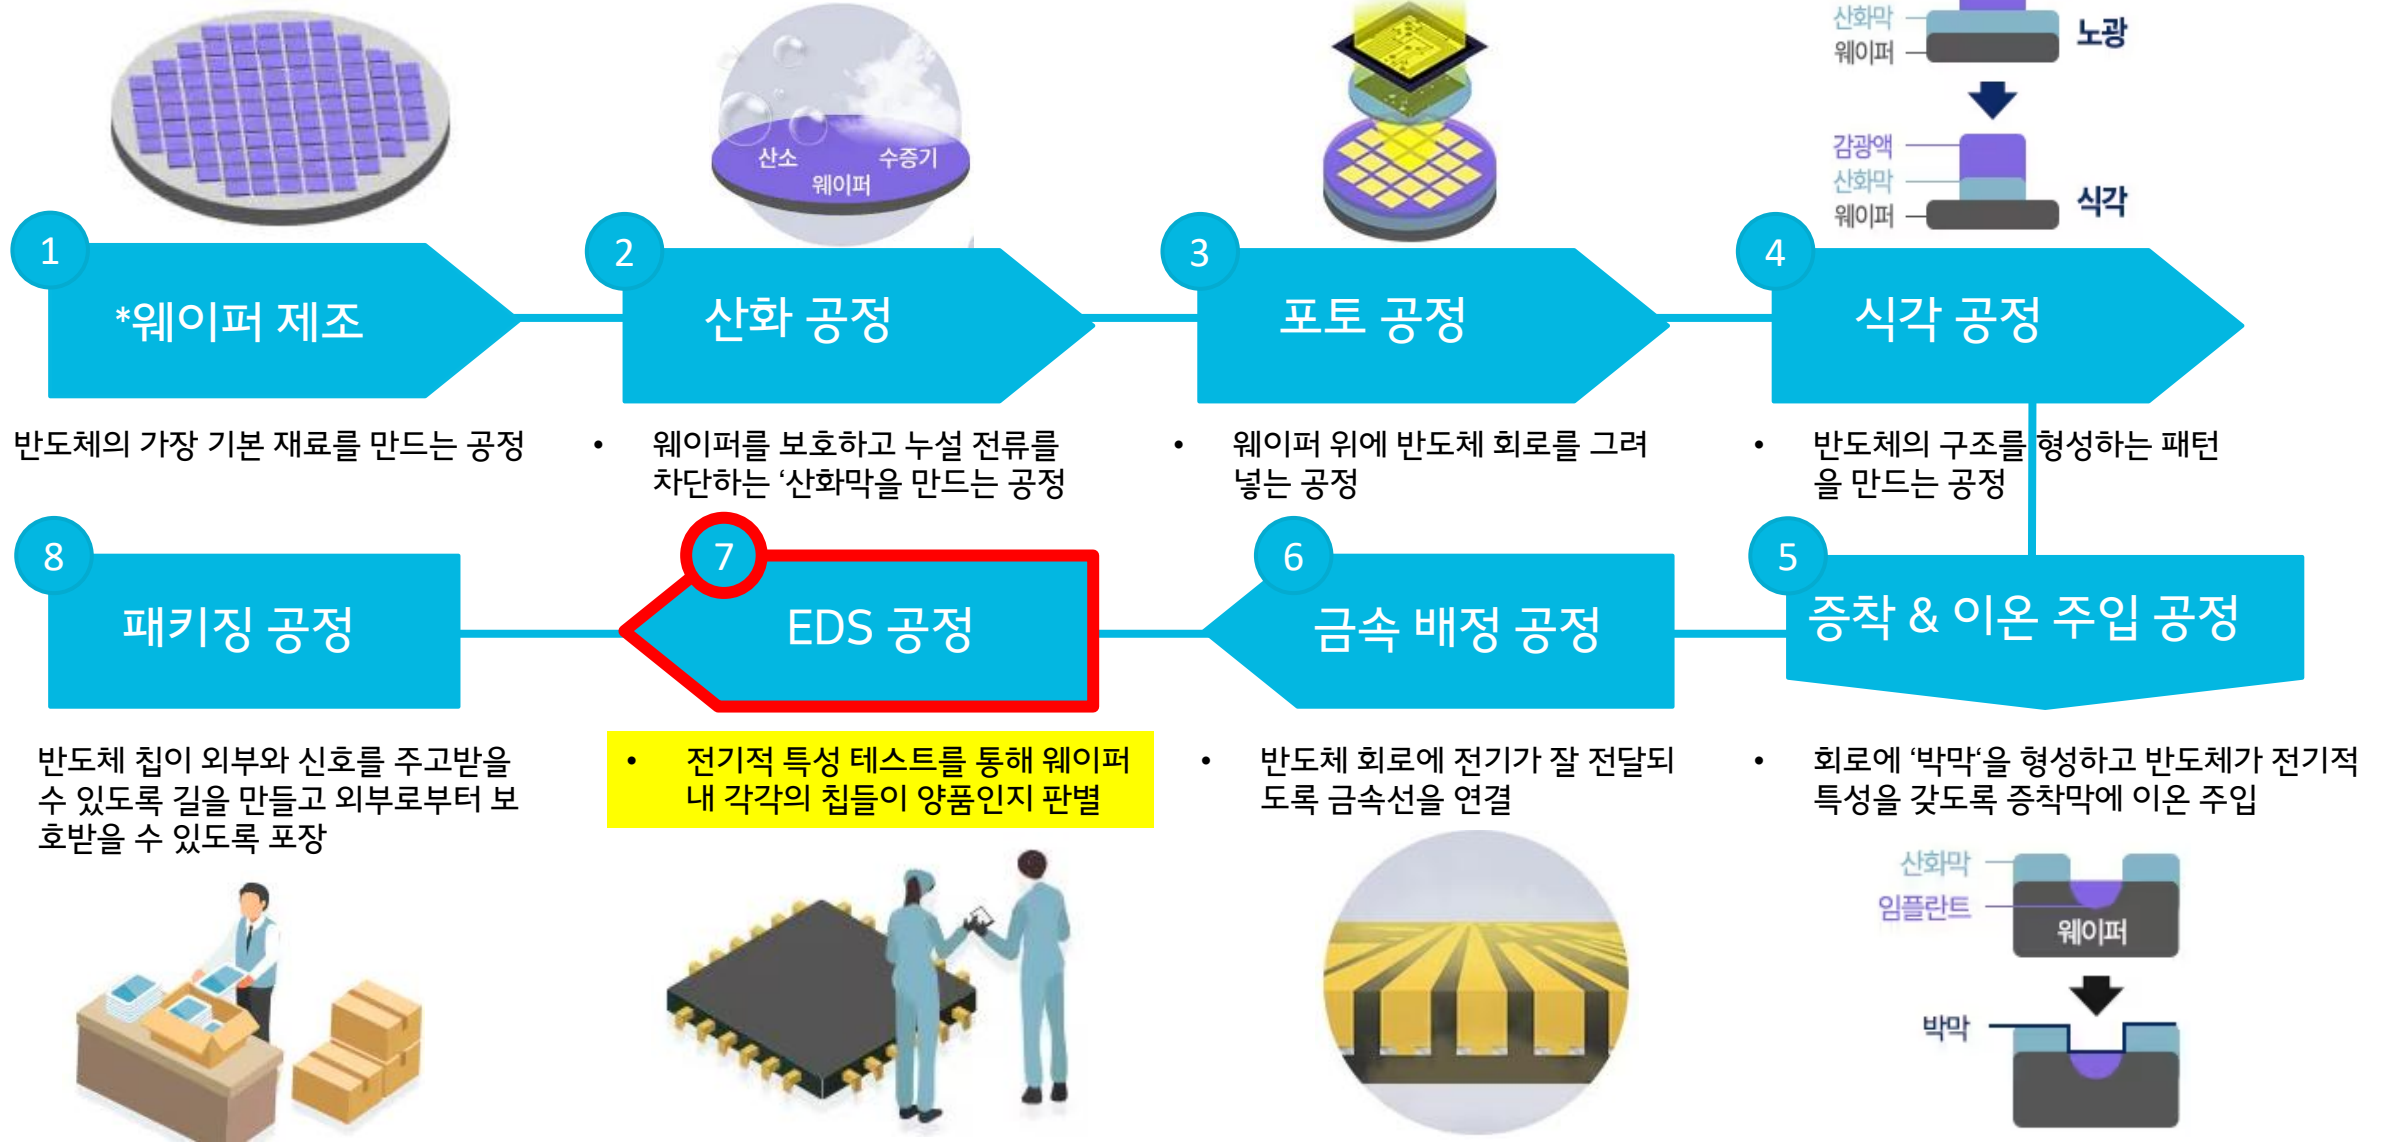 산소
수증기
웨이퍼
산화막
웨이퍼
노광
감광액
산화막
웨이퍼
식각
1
*웨이퍼 제조
2
산화 공정
3
포토 공정
4
식각 공정
반도체의 가장 기본 재료를 만드는 공정
• 웨이퍼를 보호하고 누설 전류를
차단하는 ‘산화막을 만드는 공정
• 웨이퍼 위에 반도체 회로를 그려
넣는 공정
• 반도체의 구조를 형성하는 패턴
을 만드는 공정
8
패키징 공정
7
EDS 공정
6
금속 배정 공정
5
증착 & 이온 주입 공정
반도체 칩이 외부와 신호를 주고받을
수 있도록 길을 만들고 외부로부터 보
호받을 수 있도록 포장
• 전기적 특성 테스트를 통해 웨이퍼
내 각각의 칩들이 양품인지 판별
• 반도체 회로에 전기가 잘 전달되
도록 금속선을 연결
• 회로에 ‘박막‘을 형성하고 반도체가 전기적
특성을 갖도록 증착막에 이온 주입
산화막
임플란트
웨이퍼
박막